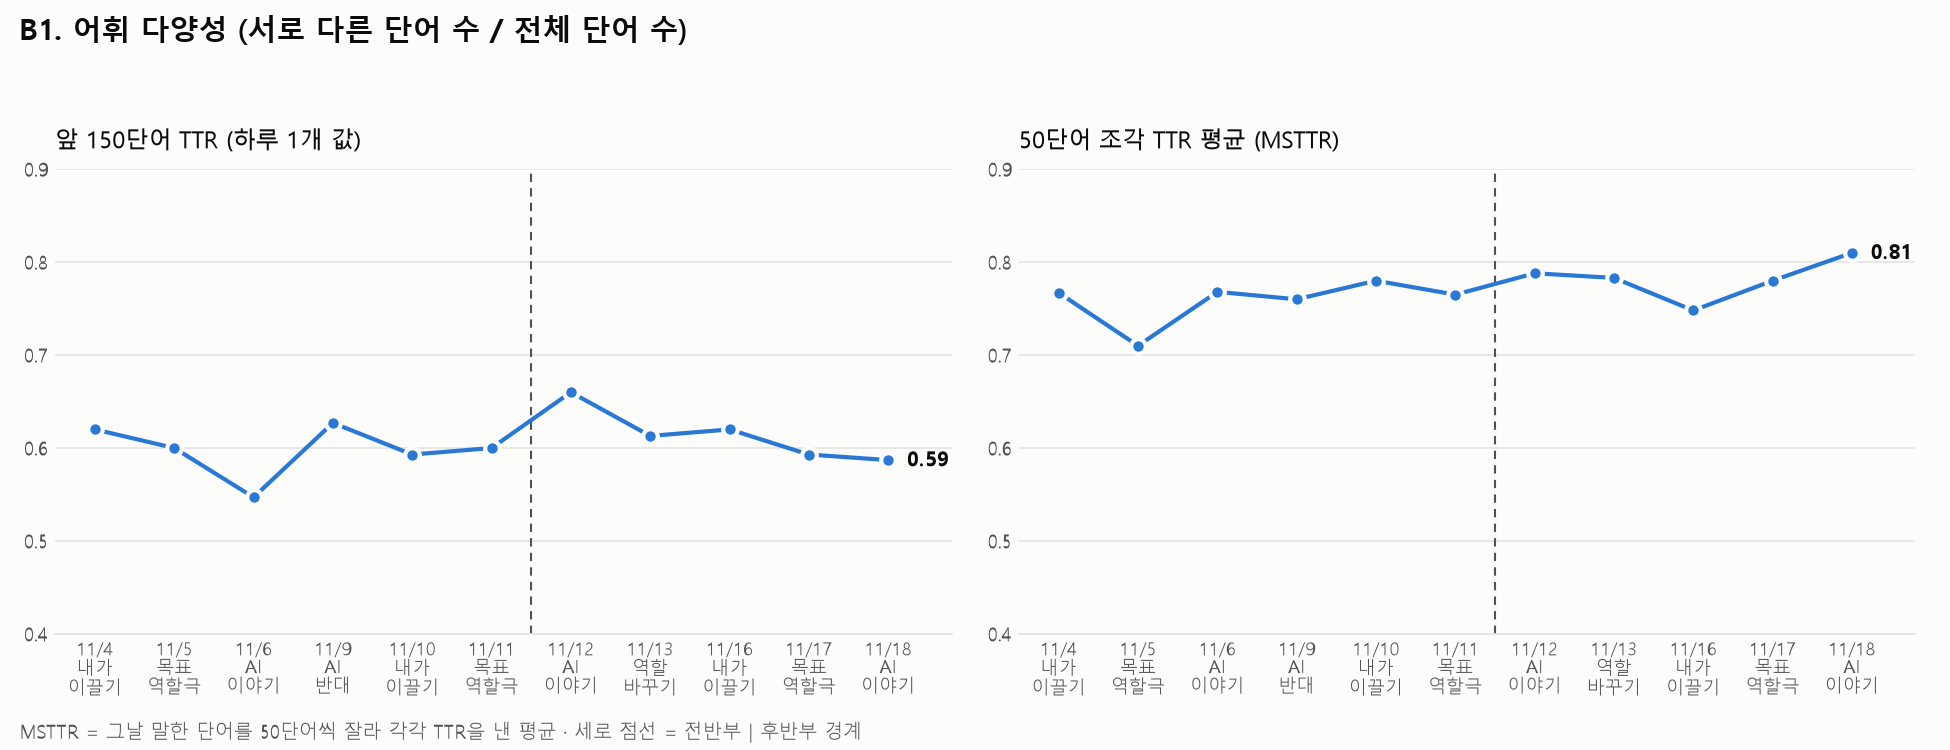 B1. 어휘 다양성 (서로 다른 단어 수 / 전체 단어 수)
앞 150단어 TTR (하루 1개 값)
0.9
0.8
0.7
0.6
0.5
0.4
0.59
11/4 내가 이끌기
11/5 목표 역할극
11/6 AI 이야기
11/9 AI 반대
11/10 내가 이끌기
11/11 목표 역할극
11/12 AI 이야기
11/13 역할 바꾸기
11/16 내가 이끌기
11/17 목표 역할극
11/18 AI 이야기
50단어 조각 TTR 평균 (MSTTR)
0.9
0.8
0.7
0.6
0.5
0.4
0.81
11/4 내가 이끌기
11/5 목표 역할극
11/6 AI 이야기
11/9 AI 반대
11/10 내가 이끌기
11/11 목표 역할극
11/12 AI 이야기
11/13 역할 바꾸기
11/16 내가 이끌기
11/17 목표 역할극
11/18 AI 이야기
MSTTR = 그날 말한 단어를 50단어씩 잘라 각각 TTR을 낸 평균 · 세로 점선 = 전반부 | 후반부 경계